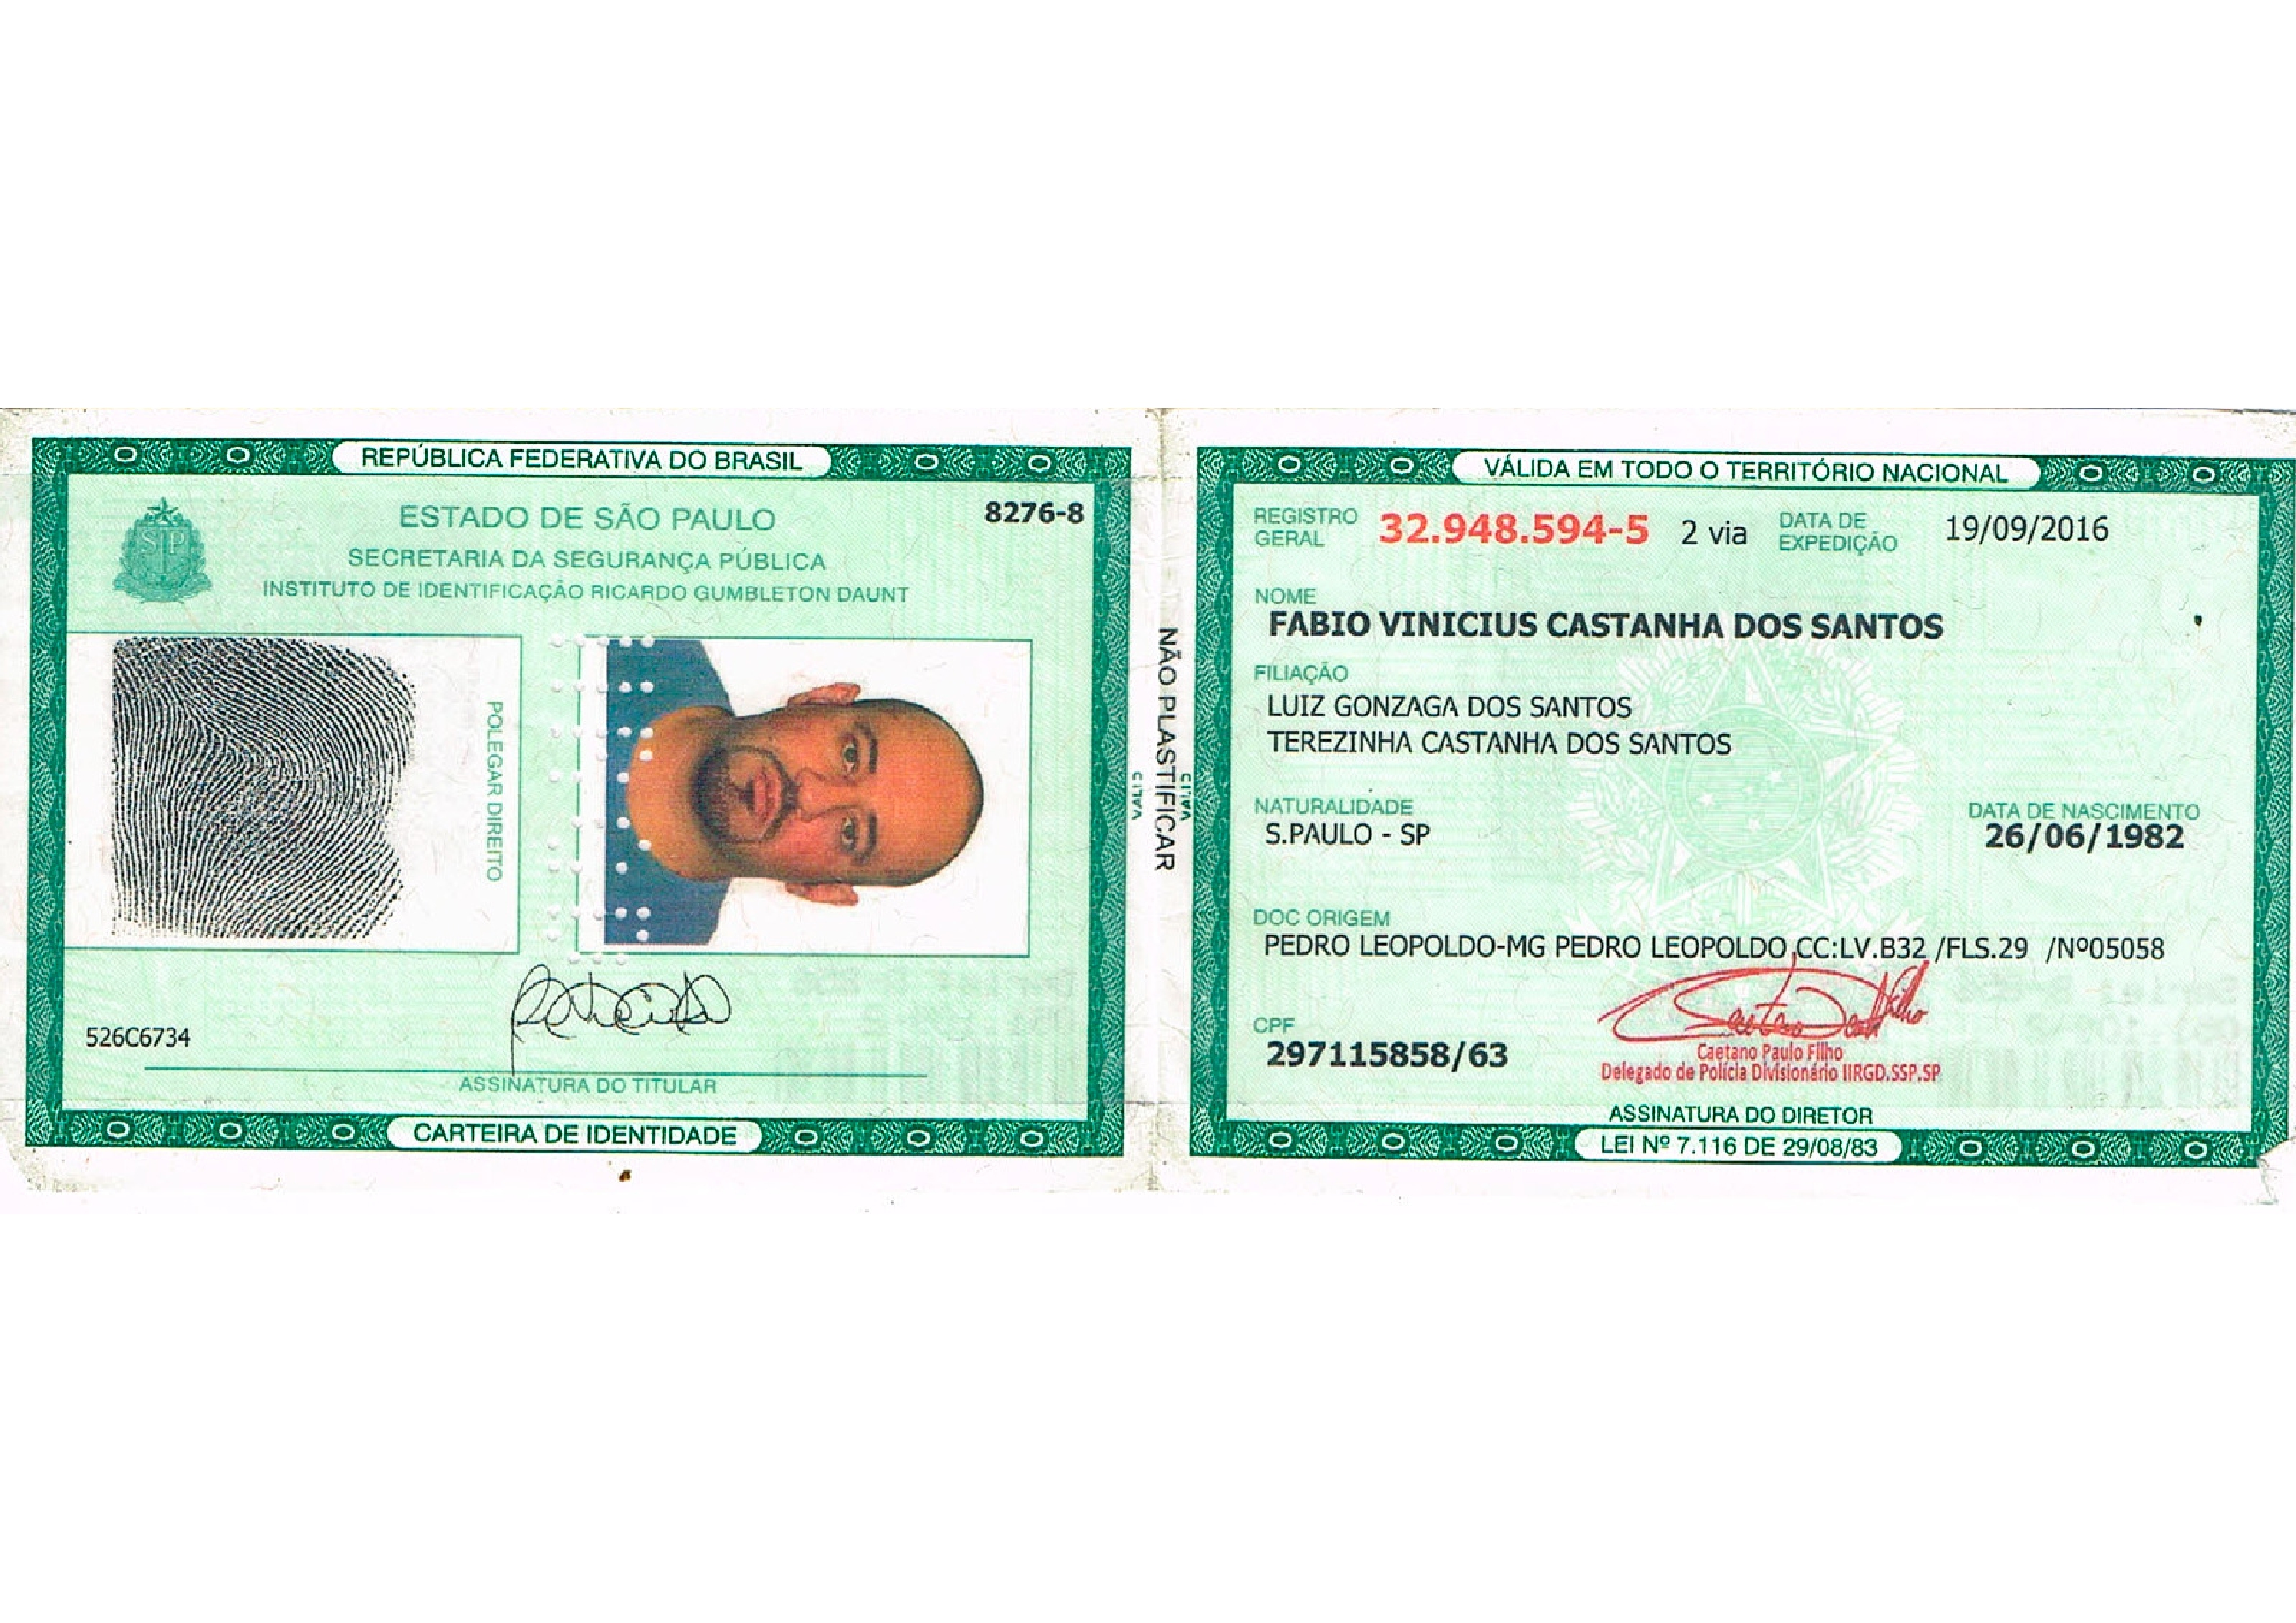 REPÚBLICA FEDERATIVA DO BRASIL
ESTADO DE SÃO PAULO
8276-8
SECRETARIA DA SEGURANÇA PÚBLICA
INSTITUTO DE IDENTIFICAÇÃO RICARDO GUMBLETON DAUNT
SP
POLEGAR DIREITO
526C6734
ASSINATURA DO TITULAR
CARTEIRA DE IDENTIDADE
NÃO PLASTIFICAR
VÁLIDA EM TODO O TERRITÓRIO NACIONAL
REGISTRO GERAL 32.948.594-5 2 via DATA DE EXPEDIÇÃO 19/09/2016
NOME
FABIO VINICIUS CASTANHA DOS SANTOS
FILIAÇÃO
LUIZ GONZAGA DOS SANTOS
TEREZINHA CASTANHA DOS SANTOS
NATURALIDADE
S.PAULO - SP
DATA DE NASCIMENTO
26/06/1982
DOC ORIGEM
PEDRO LEOPOLDO-MG PEDRO LEOPOLDO CC:LV.B32 /FLS.29 /Nº05058
CPF
297115858/63
Caetano Paulo Filho
Delegado de Polícia Divisionário IIRGD.SSP.SP
ASSINATURA DO DIRETOR
LEI Nº 7.116 DE 29/08/83